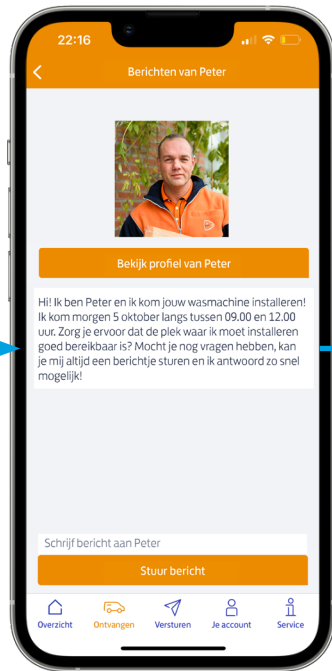 22:16
Berichten van Peter
Bekijk profiel van Peter
Hi! Ik ben Peter en ik kom jouw wasmachine installeren!
Ik kom morgen 5 oktober langs tussen 09.00 en 12.00
uur. Zorg je ervoor dat de plek waar ik moet installeren
goed bereikbaar is? Mocht je nog vragen hebben, kan
je mij altijd een berichtje sturen en ik antwoord zo snel
mogelijk!
Schrijf bericht aan Peter
Stuur bericht
Overzicht Ontvangen Versturen Je account Service